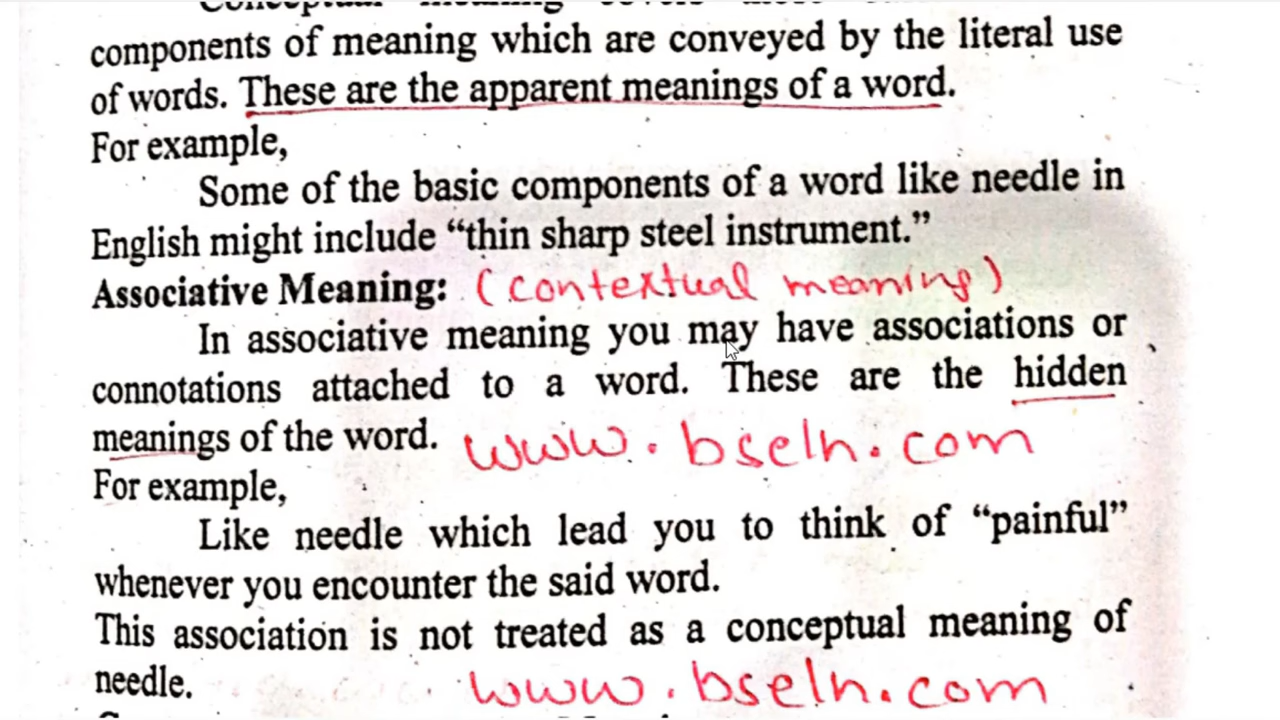 Conceptual meaning
components of meaning which are conveyed by the literal use
of words. These are the apparent meanings of a word.
For example,
Some of the basic components of a word like needle in
English might include “thin sharp steel instrument.”
Associative Meaning: (contextual meaning)
In associative meaning you may have associations or
connotations attached to a word. These are the hidden
meanings of the word. www.bseln.com
For example,
Like needle which lead you to think of “painful”
whenever you encounter the said word.
This association is not treated as a conceptual meaning of
needle. www.bseln.com